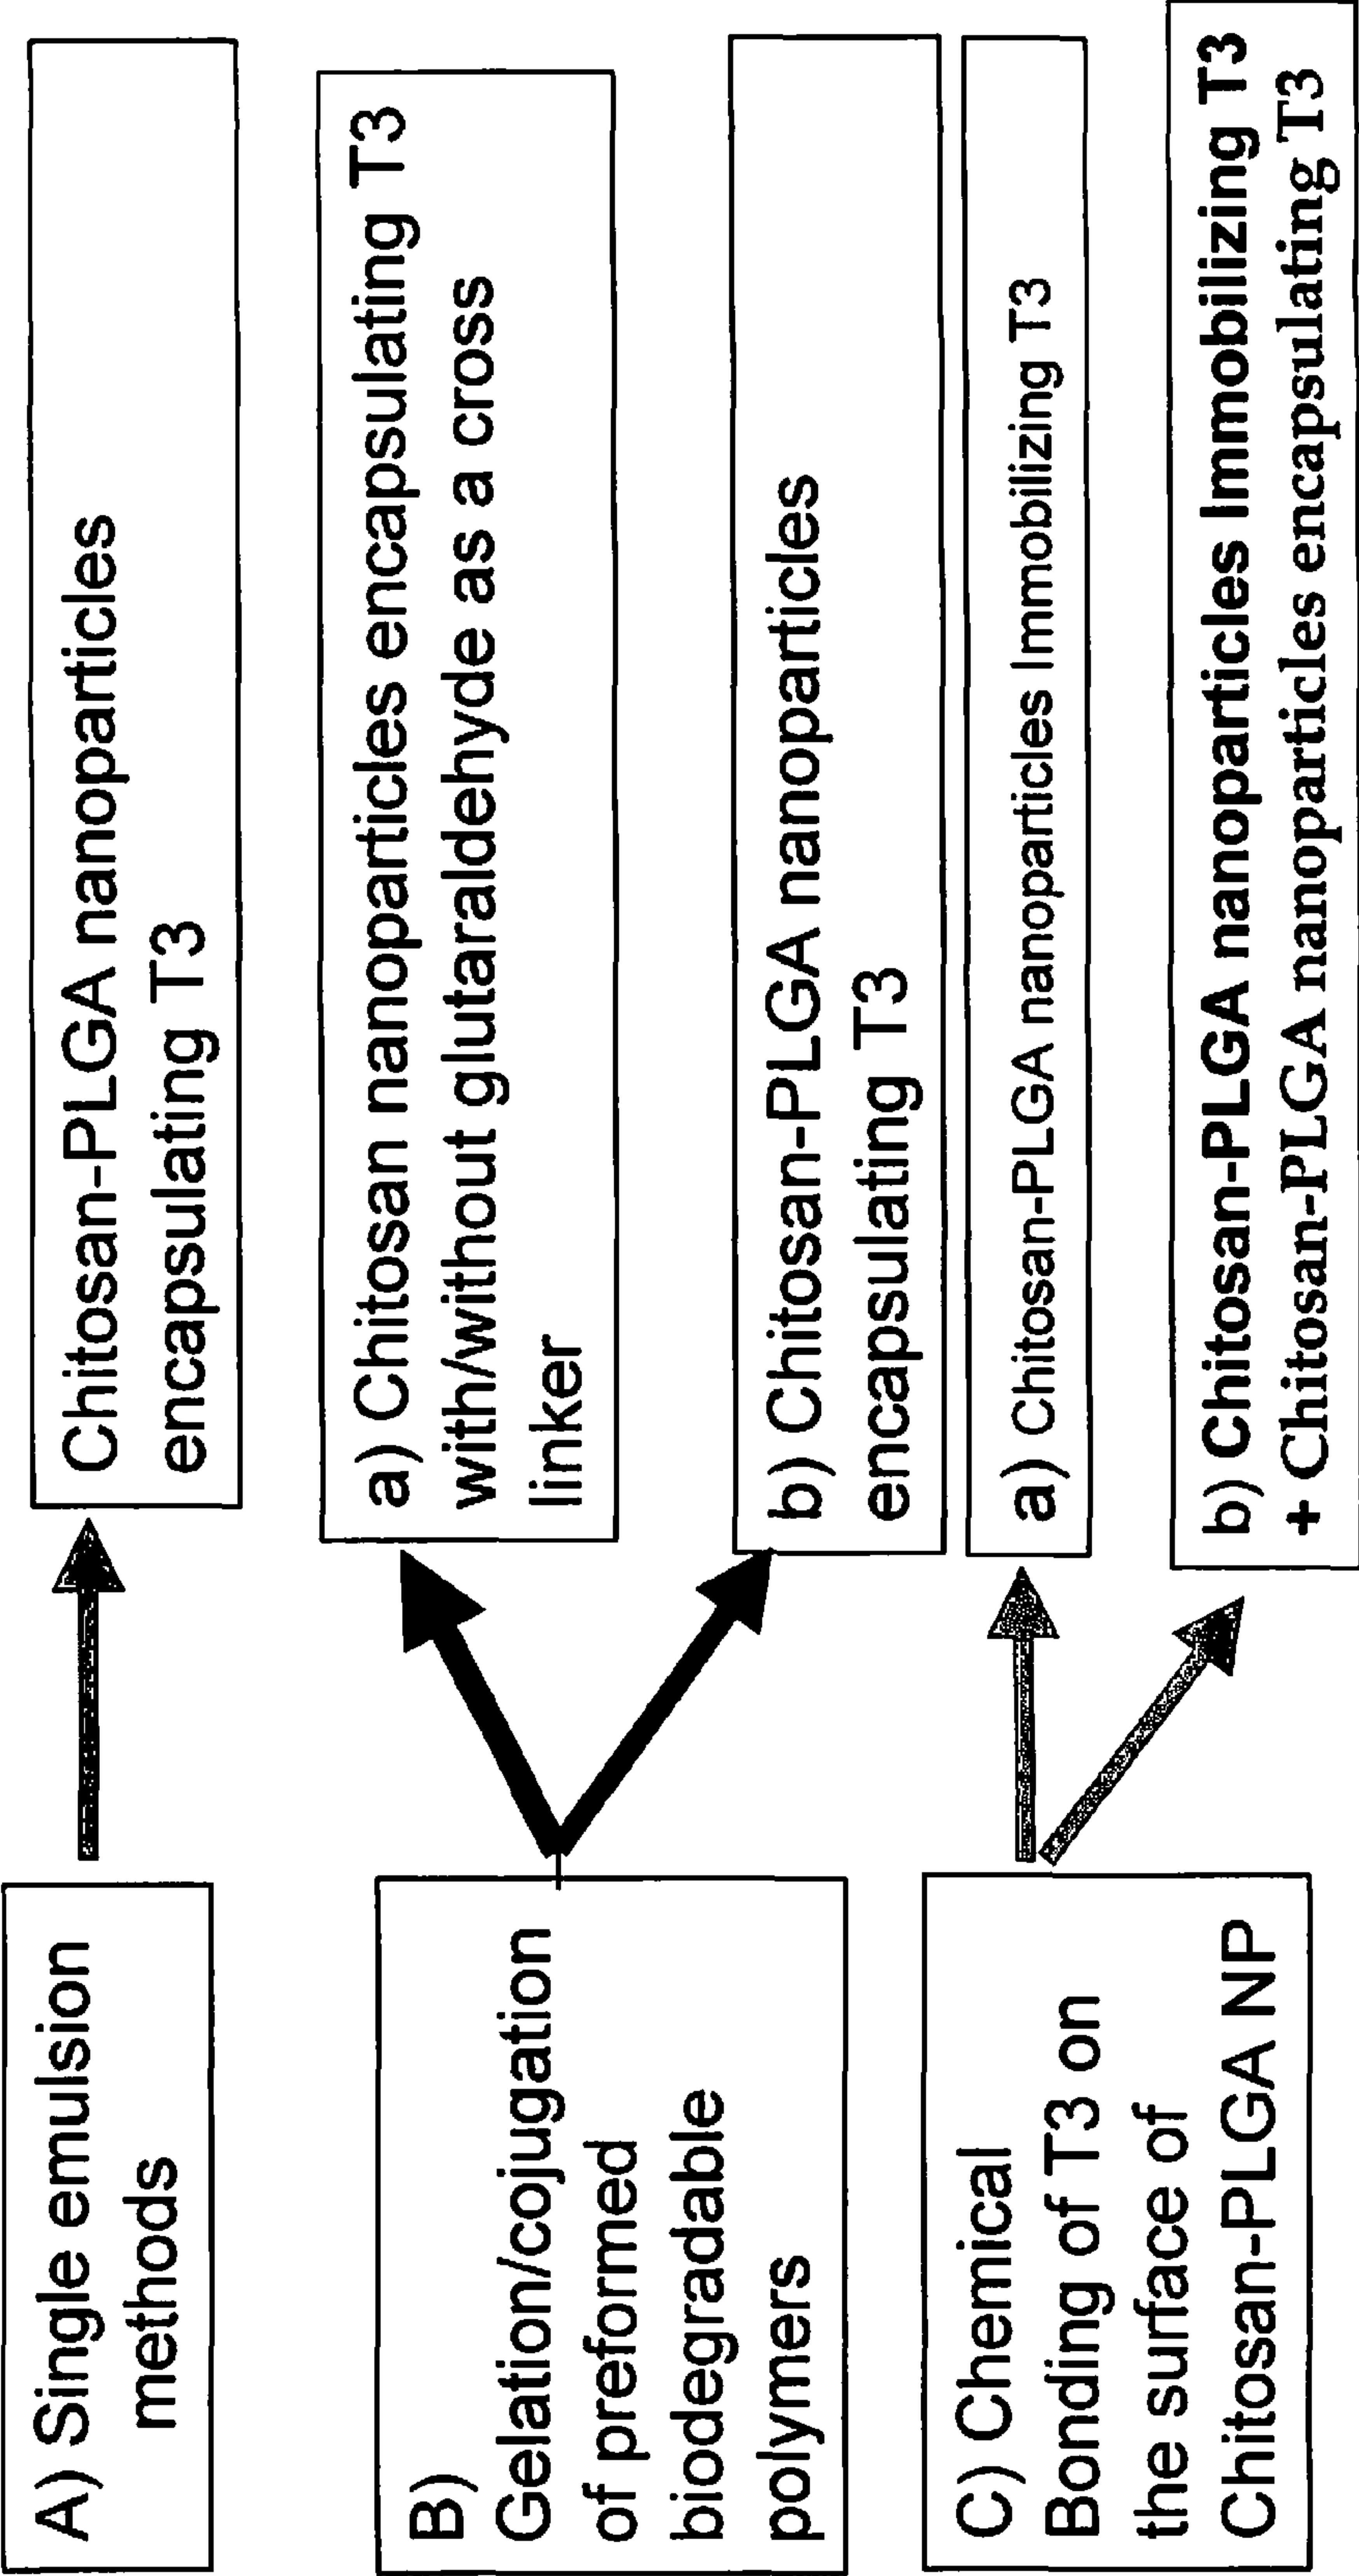 A) Single emulsion
methods
Chitosan-PLGA nanoparticles
encapsulating T3
B)
Gelation/cojugation
of preformed
biodegradable
polymers
a) Chitosan nanoparticles encapsulating T3
with/without glutaraldehyde as a cross
linker
b) Chitosan-PLGA nanoparticles
encapsulating T3
C) Chemical
Bonding of T3 on
the surface of
Chitosan-PLGA NP
a) Chitosan-PLGA nanoparticles Immobilizing T3
b) Chitosan-PLGA nanoparticles Immobilizing T3
+ Chitosan-PLGA nanoparticles encapsulating T3